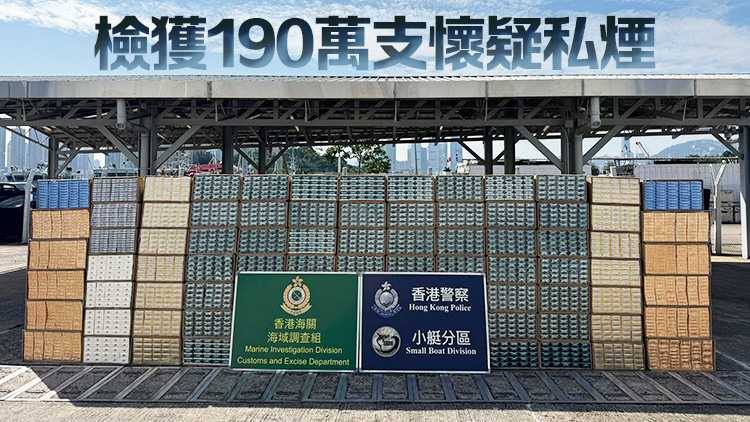 檢獲190萬支懷疑私煙
香港海關
海域調查組
Marine Investigation Division
Customs and Excise Department
香港警察
Hong Kong Police
小艇分區
Small Boat Division